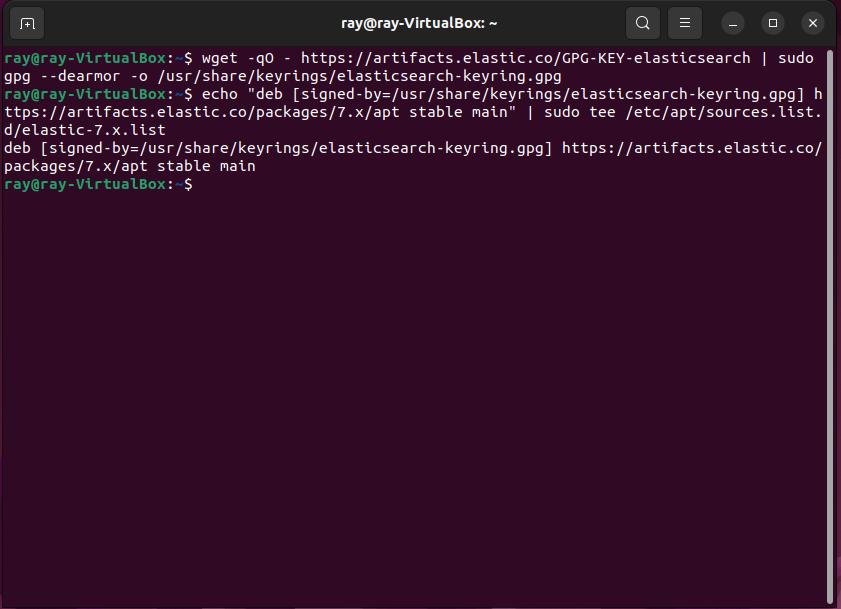 ray@ray-VirtualBox: ~
ray@ray-VirtualBox:~$ wget -qO - https://artifacts.elastic.co/GPG-KEY-elasticsearch | sudo
gpg --dearmor -o /usr/share/keyrings/elasticsearch-keyring.gpg
ray@ray-VirtualBox:~$ echo "deb [signed-by=/usr/share/keyrings/elasticsearch-keyring.gpg] h
ttps://artifacts.elastic.co/packages/7.x/apt stable main" | sudo tee /etc/apt/sources.list.
d/elastic-7.x.list
deb [signed-by=/usr/share/keyrings/elasticsearch-keyring.gpg] https://artifacts.elastic.co/
packages/7.x/apt stable main
ray@ray-VirtualBox:~$